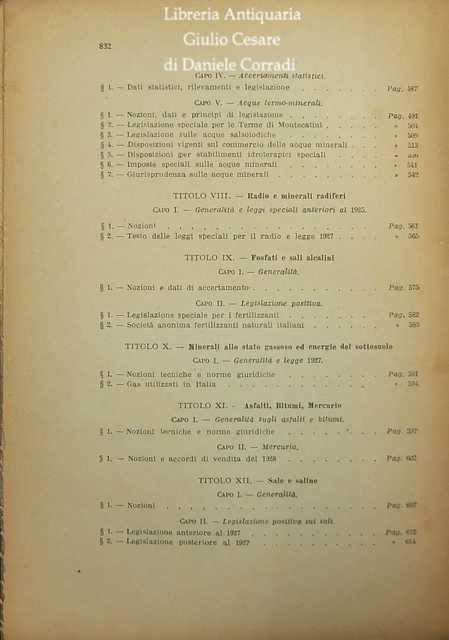 Libreria Antiquaria
Giulio Cesare
di Daniele Corradi
832
CAPO IV. — Accertamenti statistici.
§ 1. — Dati statistici, rilevamenti e legislazione . . . . . . . Pag. 487
CAPO V. — Acque termo-minerali.
§ 1. — Nozioni, dati e principi di legislazione . . . . . . . . Pag. 491
§ 2. — Legislazione speciale per le Terme di Montecatini . . . . . » 504
§ 3. — Legislazione sulle acque salsoiodiche . . . . . . . . » 509
§ 4. — Disposizioni vigenti sul commercio delle acque minerali . . . » 513
§ 5. — Disposizioni per stabilimenti idroterapici speciali . . . . . » 536
§ 6. — Imposte speciali sulle acque minerali . . . . . . . . » 541
§ 7. — Giurisprudenza sulle acque minerali . . . . . . . . » 542
TITOLO VIII. — Radio e minerali radiferi
CAPO I. — Generalità e leggi speciali anteriori al 1925.
§ 1. — Nozioni . . . . . . . . . . . . . . . . Pag. 561
§ 2. — Testo delle leggi speciali per il radio e legge 1927 . . . . . » 565
TITOLO IX. — Fosfati e sali alcalini
CAPO I. — Generalità.
§ 1. — Nozioni e dati di accertamento . . . . . . . . . . Pag. 575
CAPO II. — Legislazione positiva.
§ 1. — Legislazione speciale per i fertilizzanti . . . . . . . . Pag. 582
§ 2. — Società anonima fertilizzanti naturali italiani . . . . . . » 589
TITOLO X. — Minerali allo stato gassoso ed energie del sottosuolo
CAPO I. — Generalità e legge 1927.
§ 1. — Nozioni tecniche e norme giuridiche . . . . . . . . Pag. 591
§ 2. — Gas utilizzati in Italia . . . . . . . . . . . . » 594
TITOLO XI. - Asfalti, Bitumi, Mercurio
CAPO I. — Generalità sugli asfalti e bitumi.
§ 1. — Nozioni tecniche e norme giuridiche . . . . . . . . Pag. 597
CAPO II. — Mercurio.
§ 1. — Nozioni e accordi di vendita del 1928 . . . . . . . . Pag. 602
TITOLO XII. — Sale e saline
CAPO I. — Generalità.
§ 1. — Nozioni . . . . . . . . . . . . . . . . Pag. 607
CAPO II. — Legislazione positiva sui sali.
§ 1. — Legislazione anteriore al 1927 . . . . . . . . . . Pag. 612
§ 2. — Legislazione posteriore al 1927 . . . . . . . . . . » 614